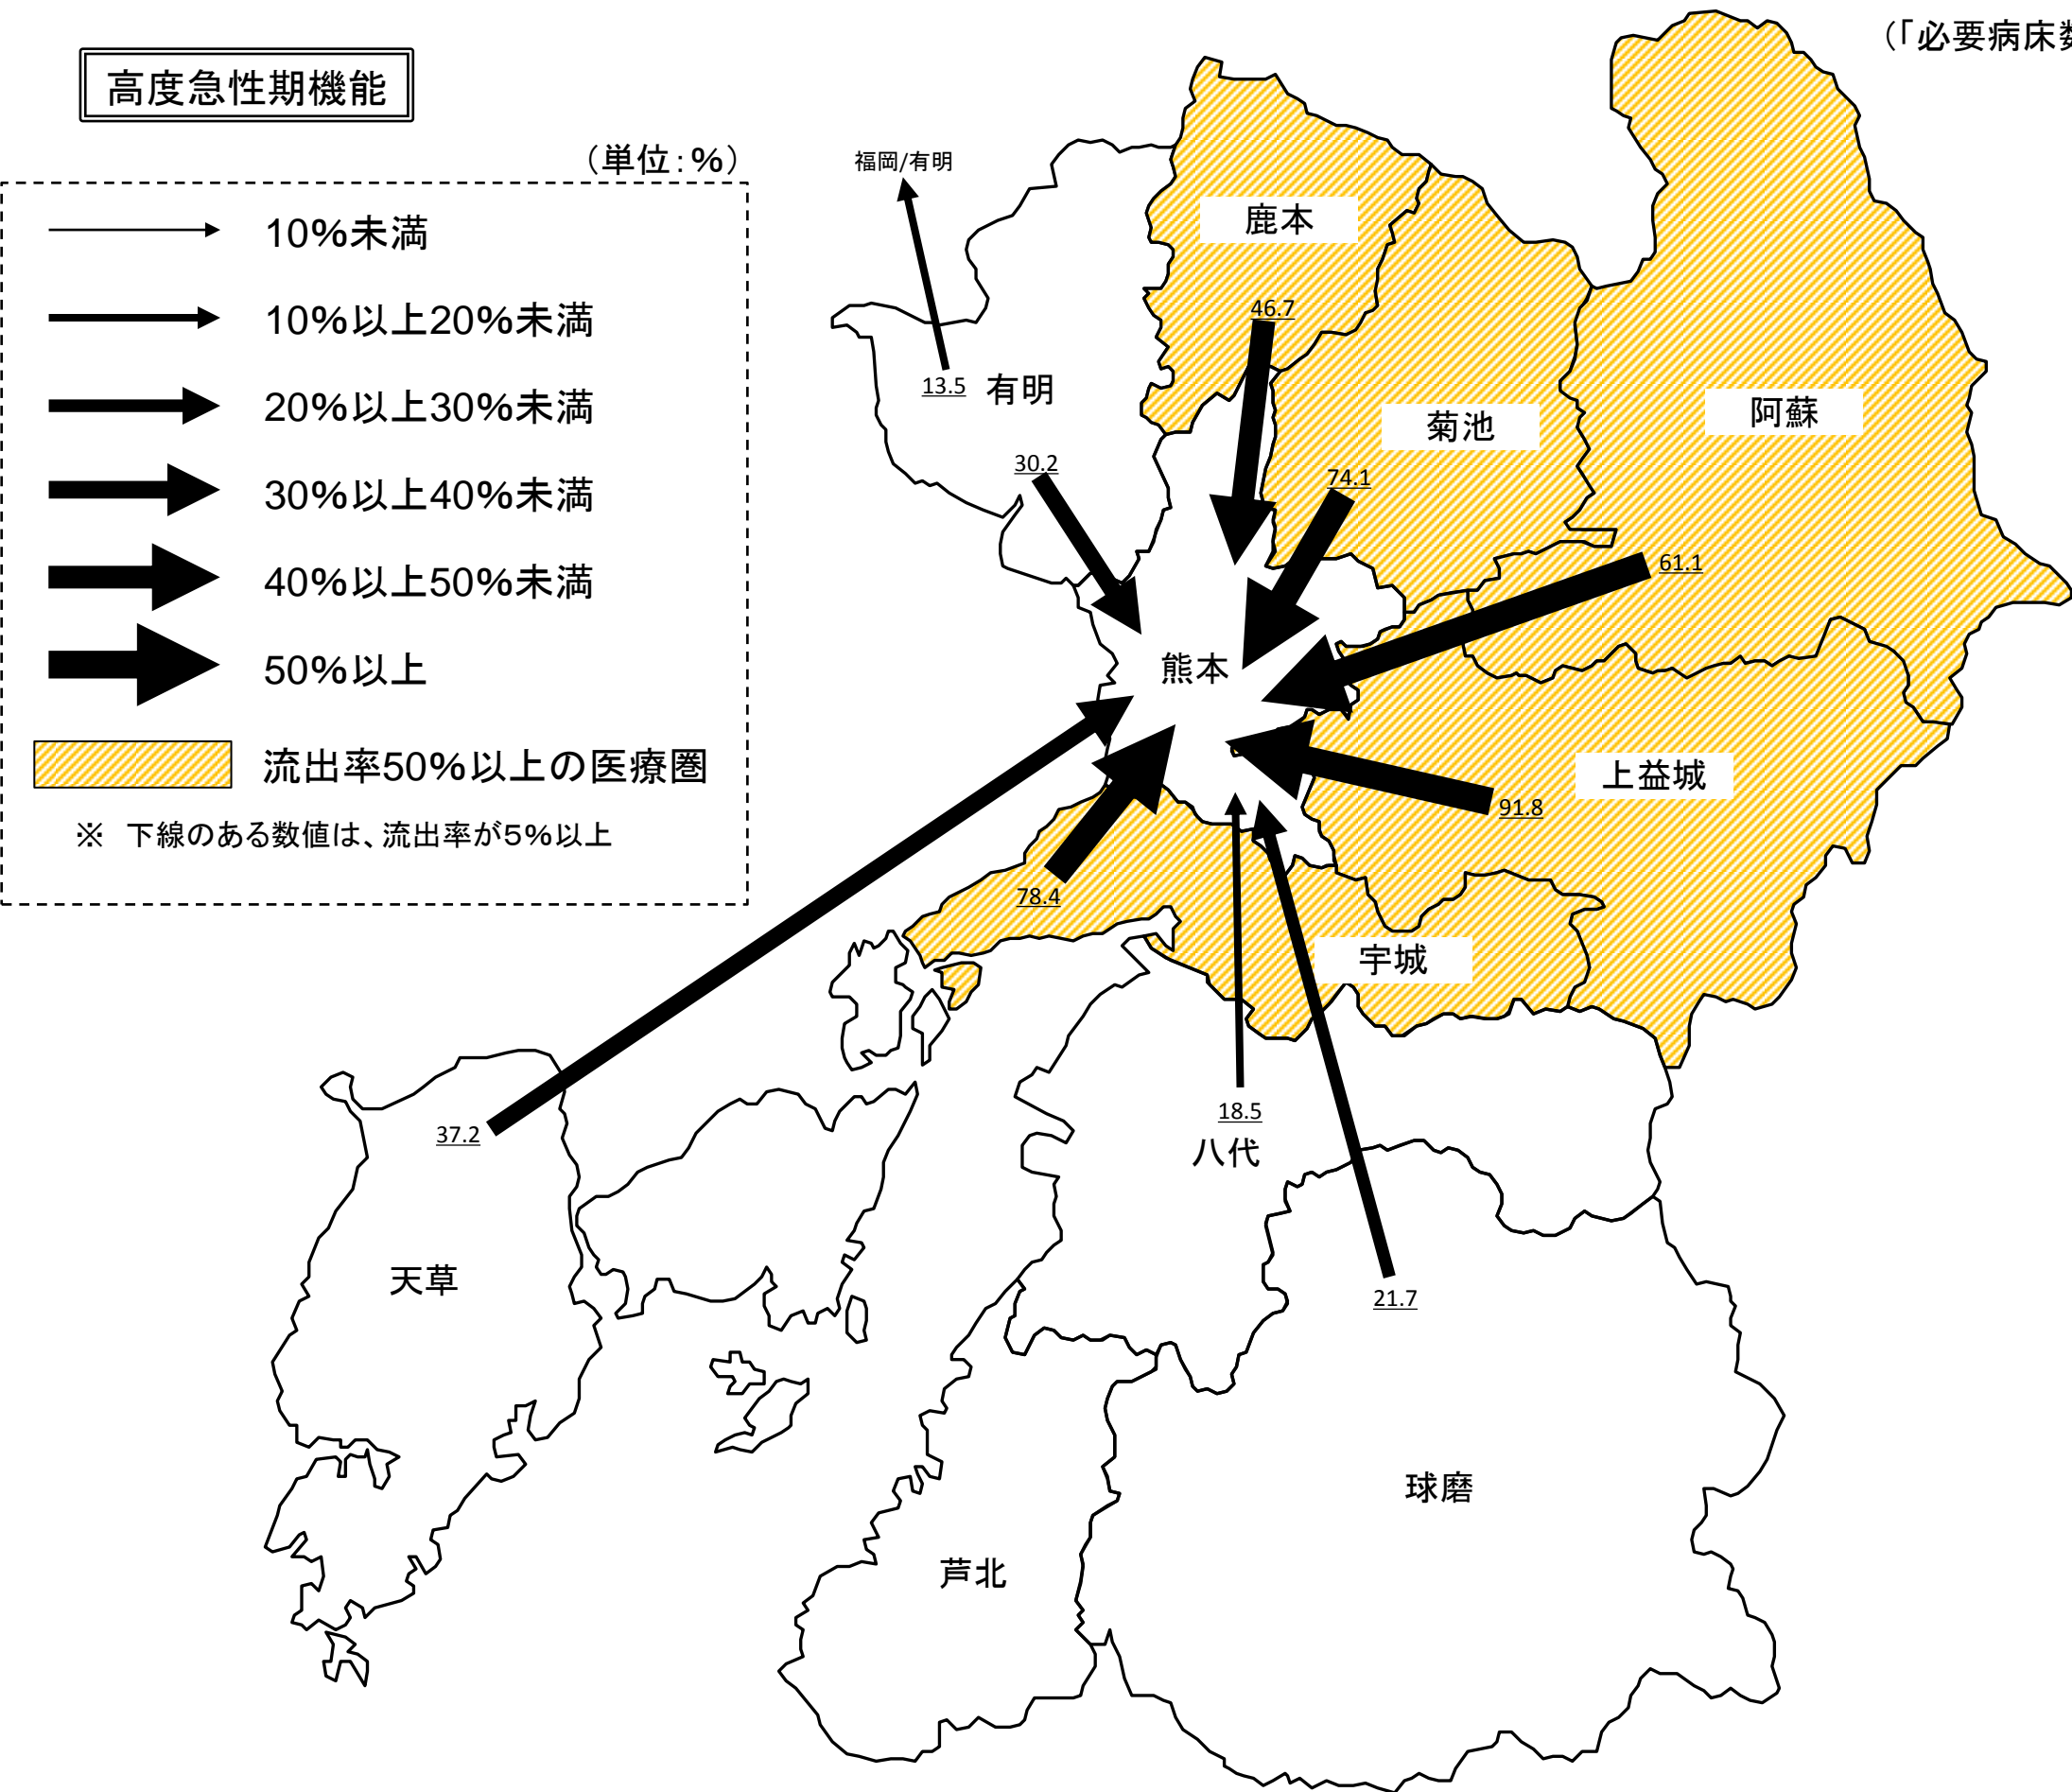 （「必要病床数
高度急性期機能
（単位：％）
10％未満
10％以上20％未満
20％以上30％未満
30％以上40％未満
40％以上50％未満
50％以上
流出率50％以上の医療圏
※　下線のある数値は、流出率が５％以上
福岡/有明
鹿本
46.7
13.5
有明
菊池
阿蘇
30.2
74.1
61.1
熊本
上益城
91.8
78.4
宇城
37.2
18.5
八代
天草
21.7
球磨
芦北